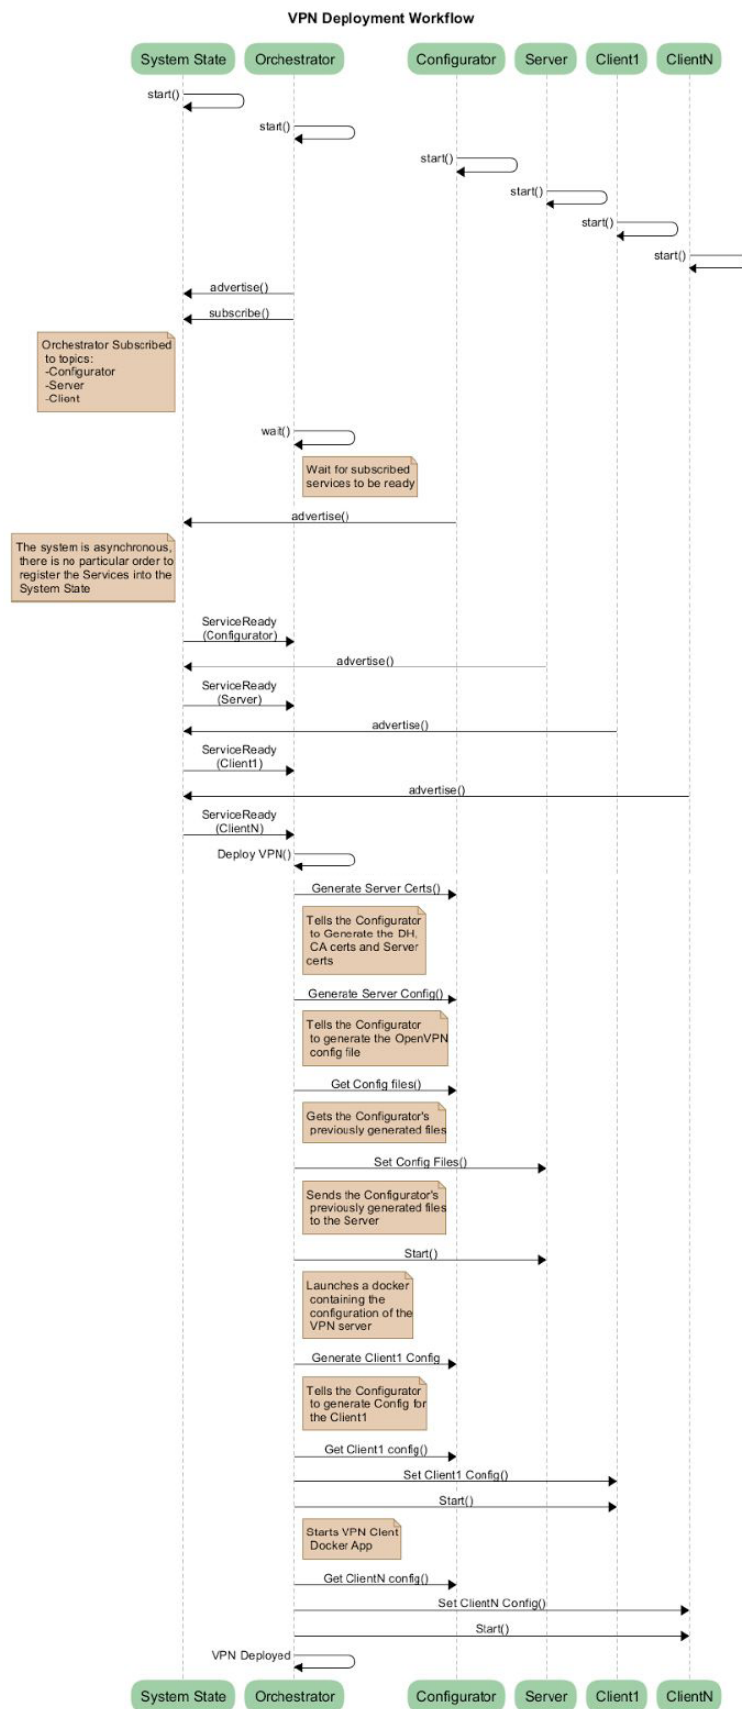 VPN Deployment Workflow
System State
Orchestrator
Configurator
Server
Client1
ClientN
start()
start()
start()
start()
start()
start()
advertise()
subscribe()
Orchestrator Subscribed
to topics:
-Configurator
-Server
-Client
wait()
Wait for subscribed
services to be ready
advertise()
The system is asynchronous,
there is no particular order to
register the Services into the
System State
ServiceReady
(Configurator)
advertise()
ServiceReady
(Server)
advertise()
ServiceReady
(Client1)
advertise()
ServiceReady
(ClientN)
Deploy VPN()
Generate Server Certs()
Tells the Configurator
to Generate the DH,
CA certs and Server
certs
Generate Server Config()
Tells the Configurator
to generate the OpenVPN
config file
Get Config files()
Gets the Configurator's
previously generated files
Set Config Files()
Sends the Configurator's
previously generated files
to the Server
Start()
Launches a docker
containing the
configuration of the
VPN server
Generate Client1 Config
Tells the Configurator
to generate Config for
the Client1
Get Client1 config()
Set Client1 Config()
Start()
Starts VPN Client
Docker App
Get ClientN config()
Set ClientN Config()
Start()
VPN Deployed
System State
Orchestrator
Configurator
Server
Client1
ClientN